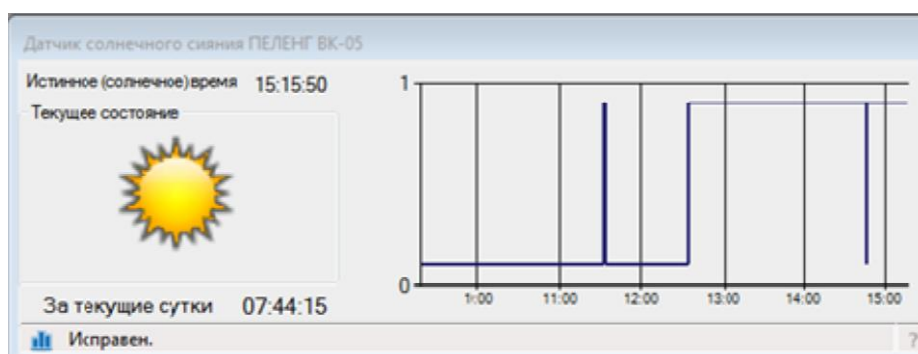 Датчик солнечного сияния ПЕЛЕНГ ВК-05
Истинное (солнечное) время 15:15:50
Текущее состояние
1
0
1:00 11:00 12:00 13:00 14:00 15:00
За текущие сутки 07:44:15
Исправен.
?